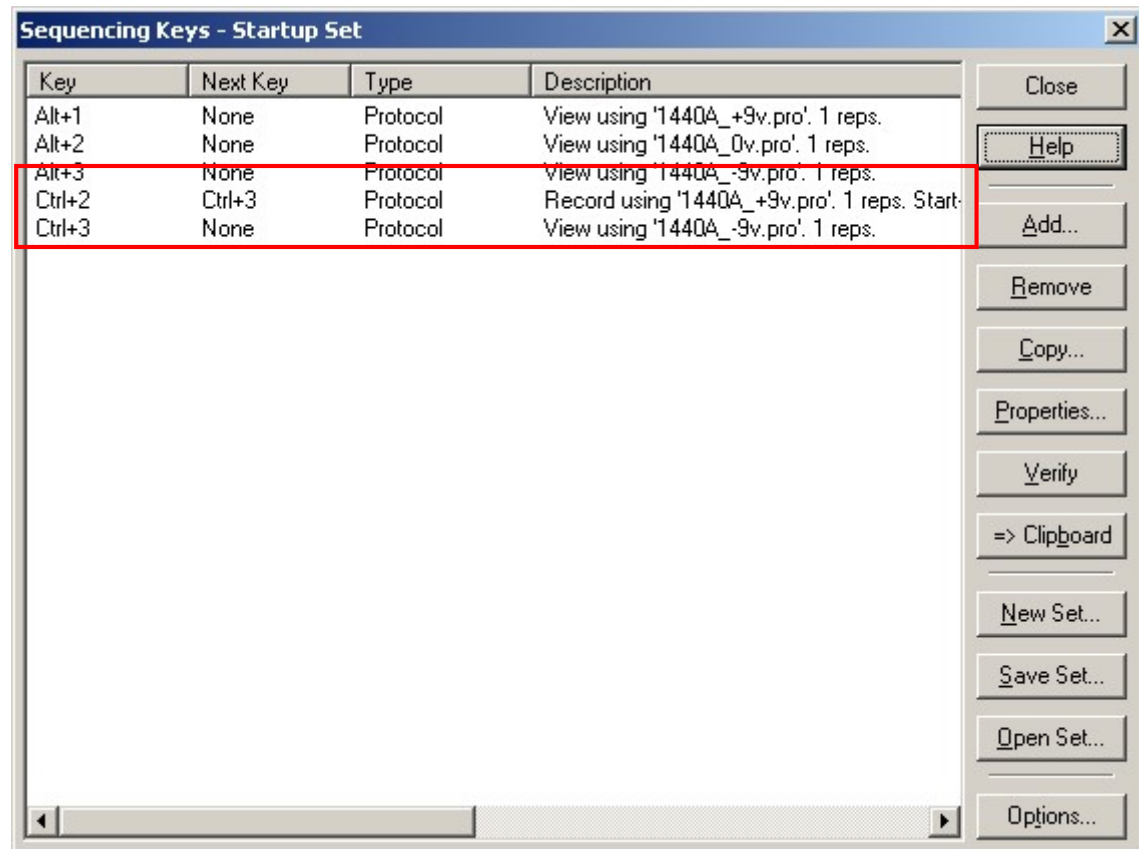 Sequencing Keys - Startup Set
Key Next Key Type Description
Alt+1 None Protocol View using '1440A_+9v.pro'. 1 reps.
Alt+2 None Protocol View using '1440A_0v.pro'. 1 reps.
Alt+3 None Protocol View using '1440A_-9v.pro'. 1 reps.
Ctrl+2 Ctrl+3 Protocol Record using '1440A_+9v.pro'. 1 reps. Start-
Ctrl+3 None Protocol View using '1440A_-9v.pro'. 1 reps.
Close
Help
Add...
Remove
Copy...
Properties...
Verify
=> Clipboard
New Set...
Save Set...
Open Set...
Options...